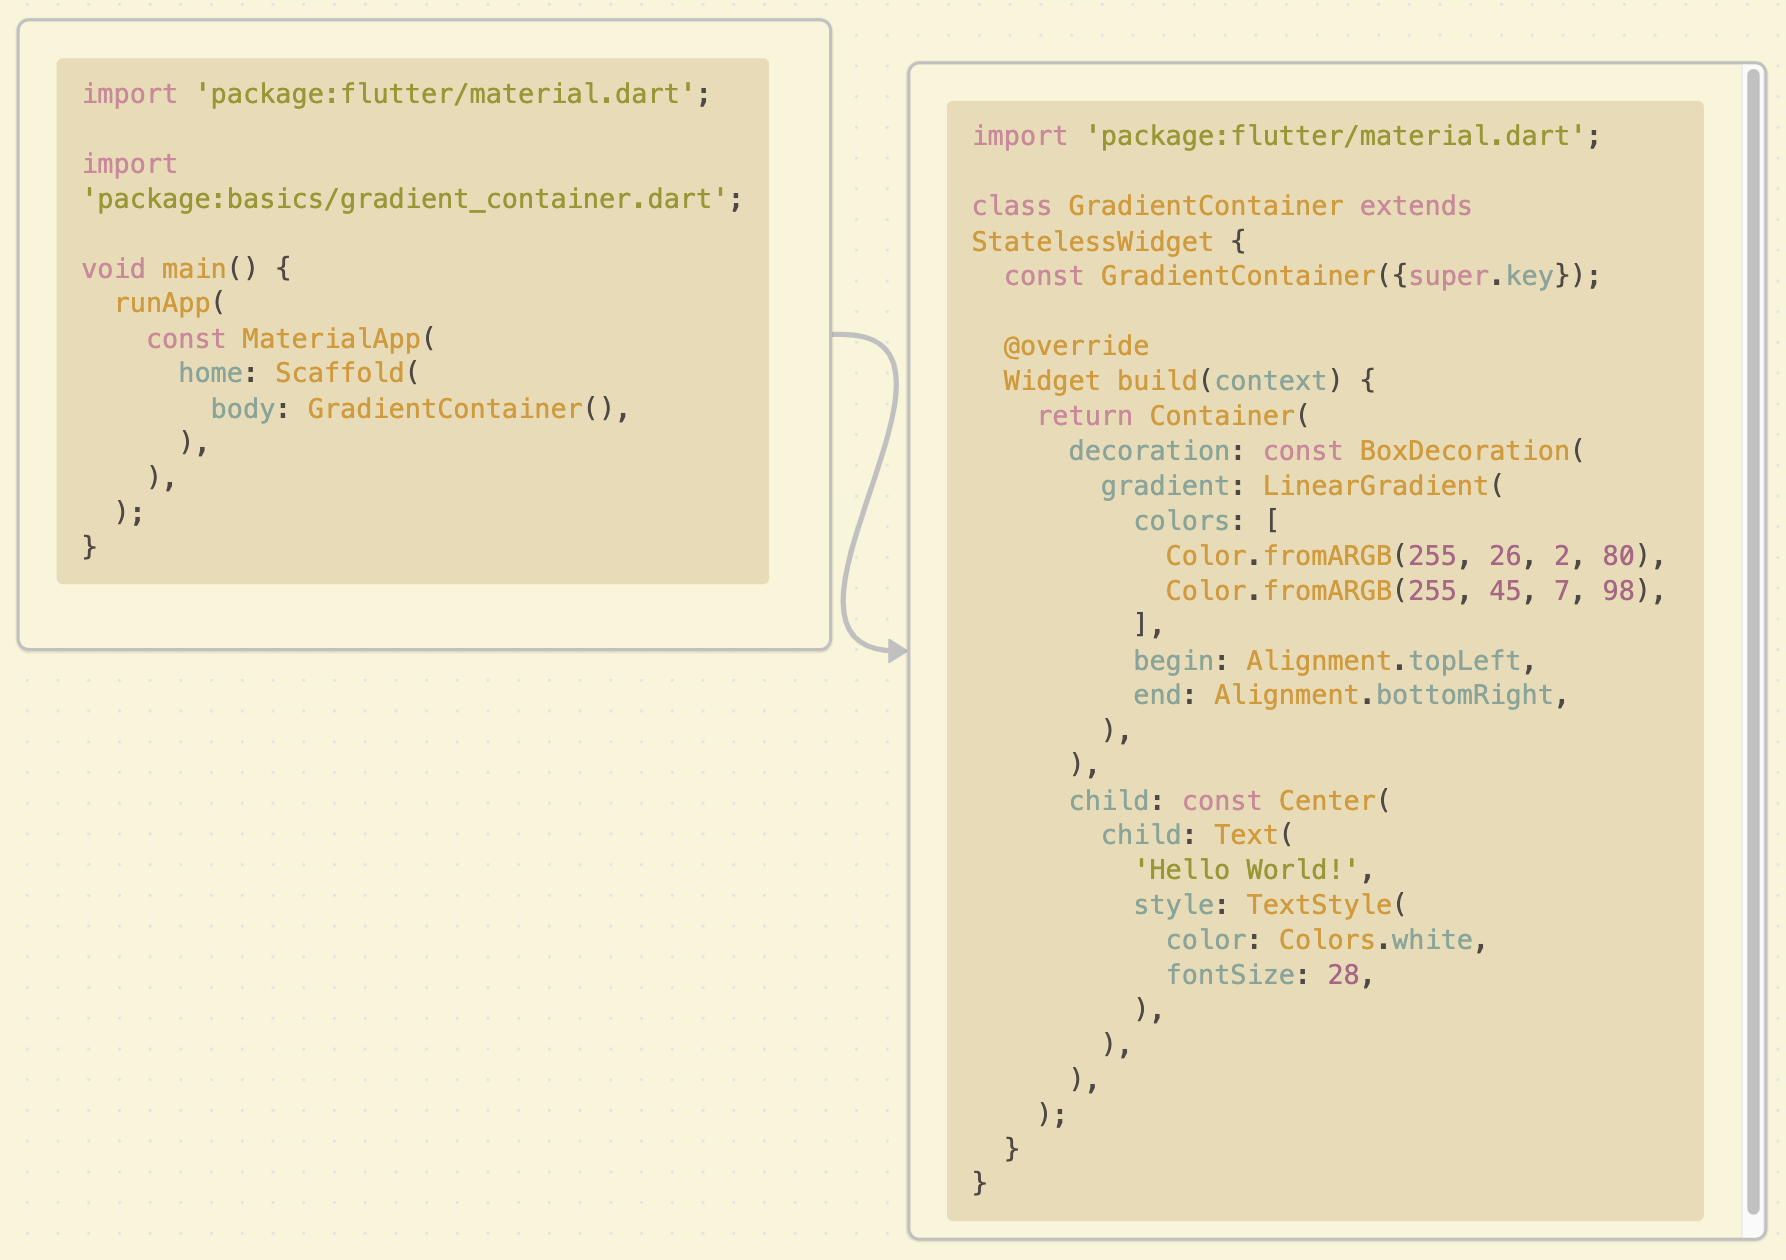 import 'package:flutter/material.dart';

import
'package:basics/gradient_container.dart';

void main() {
  runApp(
    const MaterialApp(
      home: Scaffold(
        body: GradientContainer(),
      ),
    ),
  );
}

import 'package:flutter/material.dart';

class GradientContainer extends
StatelessWidget {
  const GradientContainer({super.key});

  @override
  Widget build(context) {
    return Container(
      decoration: const BoxDecoration(
        gradient: LinearGradient(
          colors: [
            Color.fromARGB(255, 26, 2, 80),
            Color.fromARGB(255, 45, 7, 98),
          ],
          begin: Alignment.topLeft,
          end: Alignment.bottomRight,
        ),
      ),
      child: const Center(
        child: Text(
          'Hello World!',
          style: TextStyle(
            color: Colors.white,
            fontSize: 28,
          ),
        ),
      ),
    );
  }
}